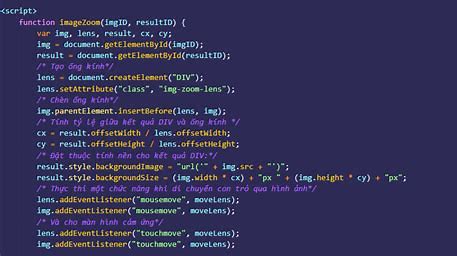 <script>
function imageZoom(imgID, resultID) {
var img, lens, result, cx, cy;
img = document.getElementById(imgID);
result = document.getElementById(resultID);
/* Tạo ống kính*/
lens = document.createElement("DIV");
lens.setAttribute("class", "img-zoom-lens");
/* Chèn ống kính*/
img.parentElement.insertBefore(lens, img);
/* Tính tỷ lệ giữa kết quả DIV và ống kính */
cx = result.offsetWidth / lens.offsetWidth;
cy = result.offsetHeight / lens.offsetHeight;
/* Đặt thuộc tính nền cho kết quả DIV:*/
result.style.backgroundImage = "url('" + img.src + "')";
result.style.backgroundSize = (img.width * cx) + "px " + (img.height * cy) + "px";
/* Thực thi một chức năng khi di chuyển con trỏ qua hình ảnh*/
lens.addEventListener("mousemove", moveLens);
img.addEventListener("mousemove", moveLens);
/* Và cho màn hình cảm ứng*/
lens.addEventListener("touchmove", moveLens);
img.addEventListener("touchmove", moveLens);